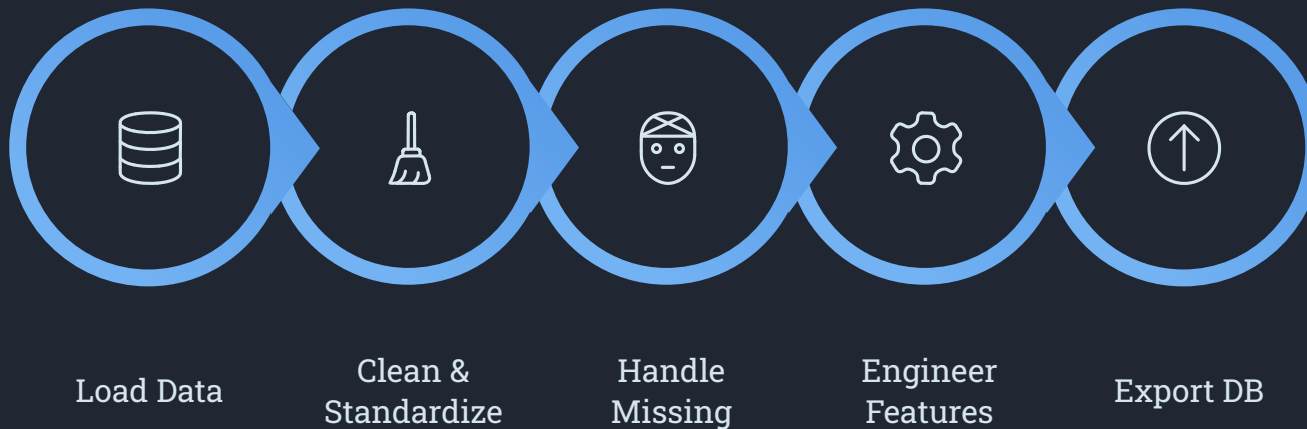 Load Data
Clean &
Standardize
Handle
Missing
Engineer
Features
Export DB